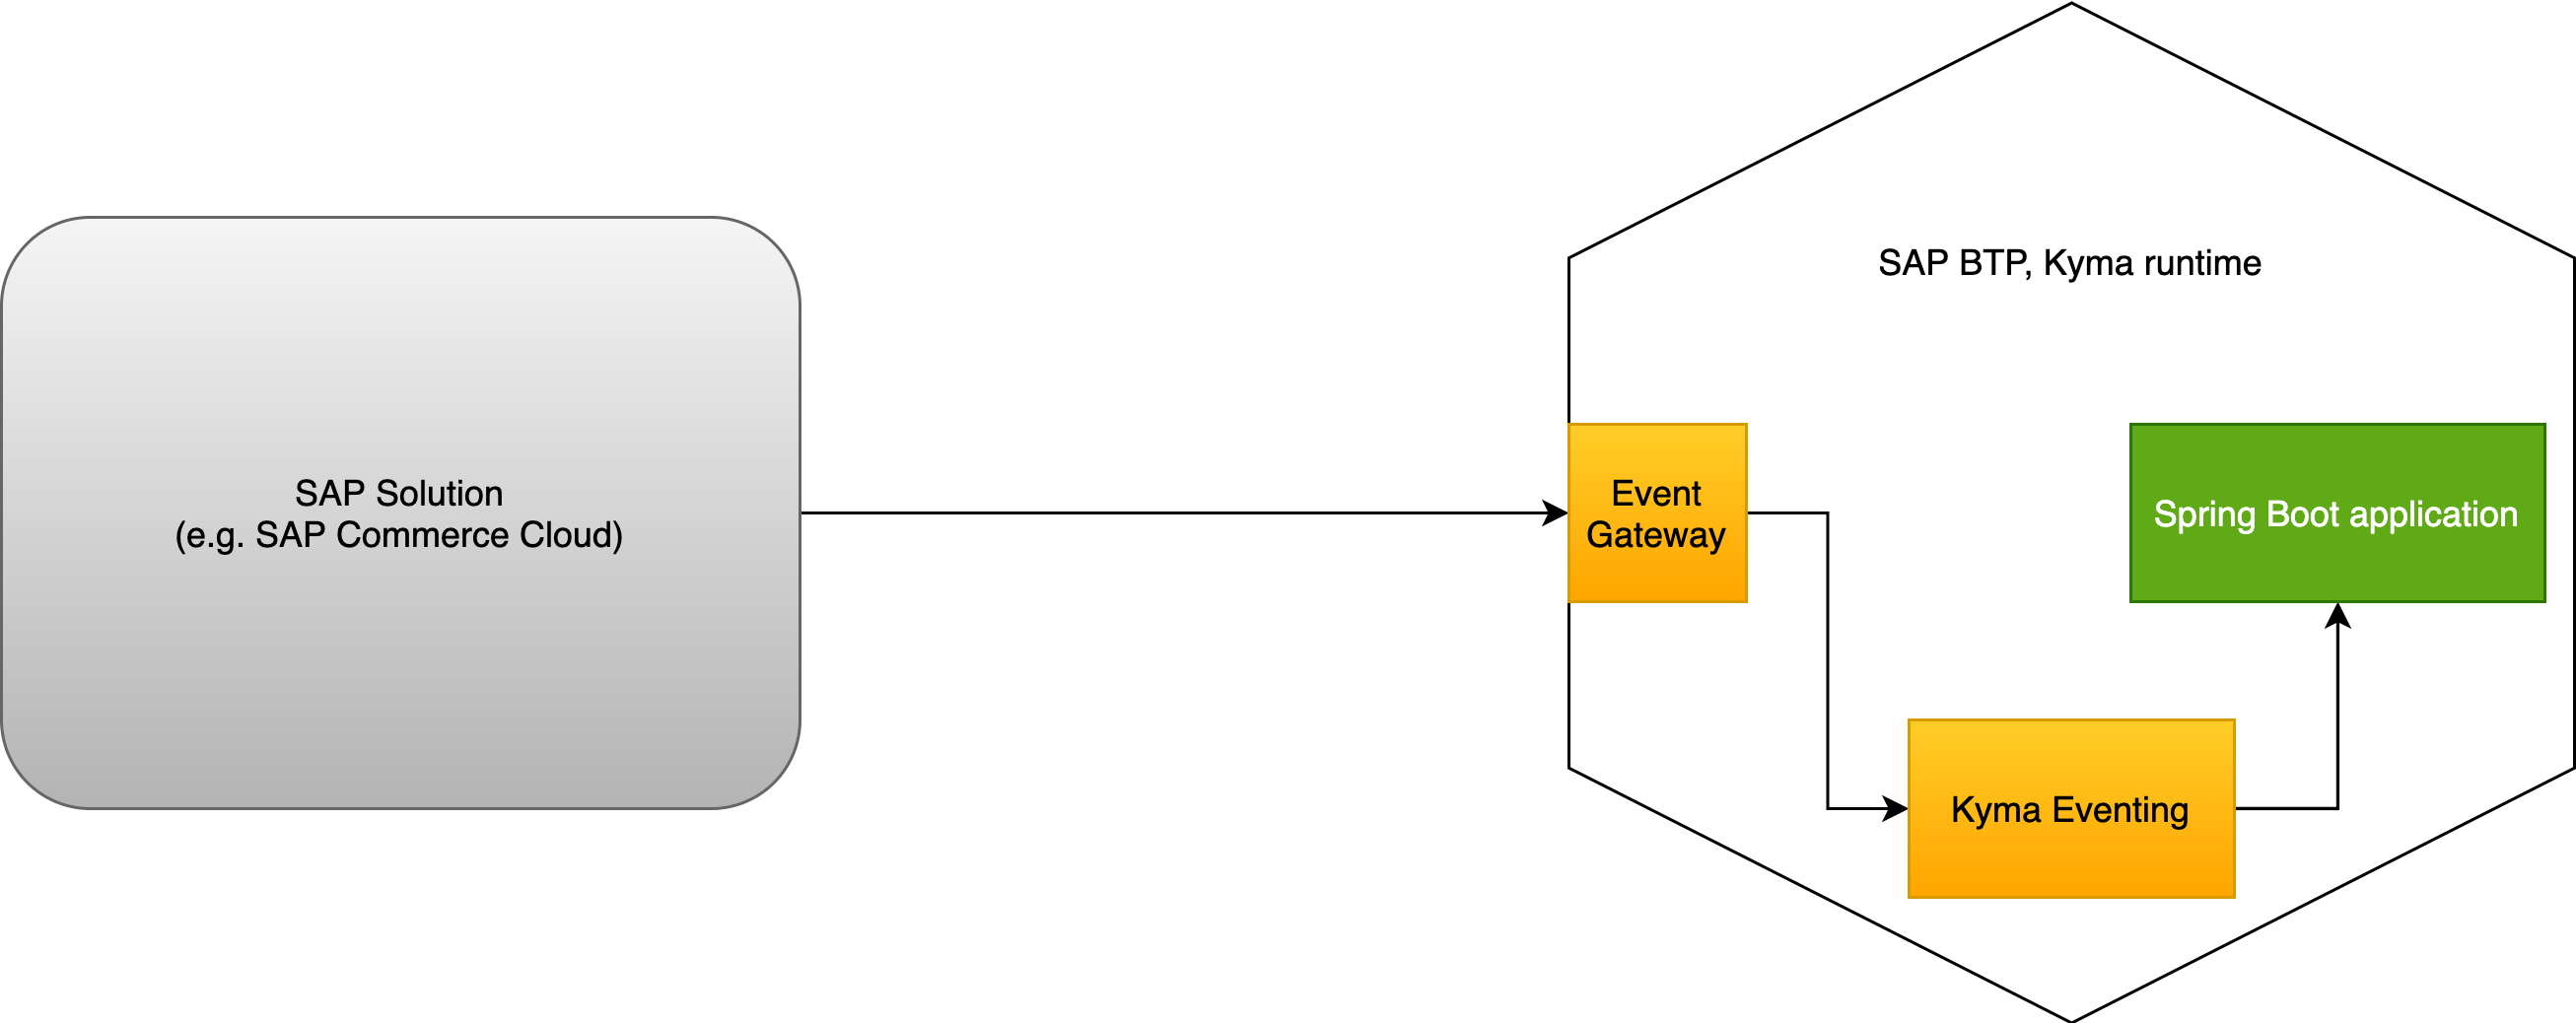 SAP Solution
(e.g. SAP Commerce Cloud)
SAP BTP, Kyma runtime
Event
Gateway
Spring Boot application
Kyma Eventing